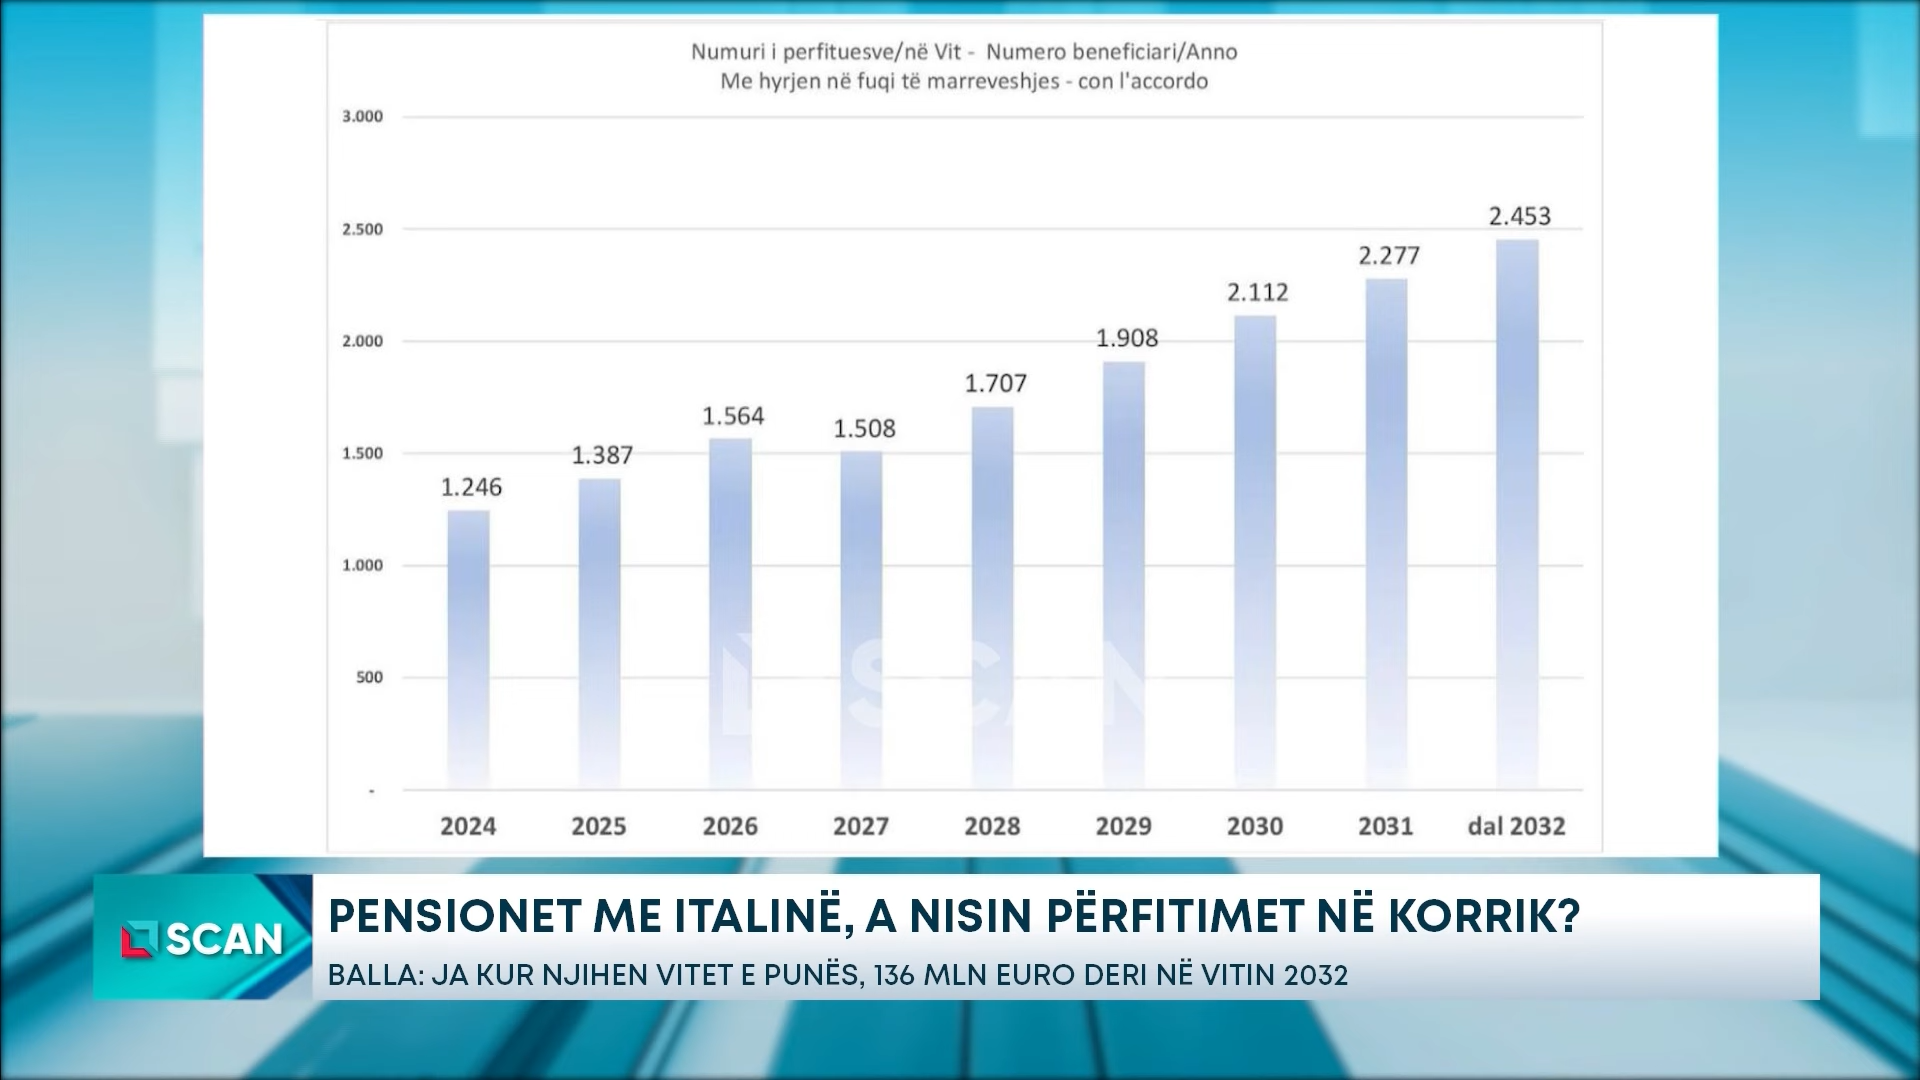 Numuri i perfituesve/në Vit - Numero beneficiari/Anno
Me hyrjen në fuqi të marreveshjes - con l'accordo
3.000
2.500
2.000
1.500
1.000
500
-
1.246
1.387
1.564
1.508
1.707
1.908
2.112
2.277
2.453
2024 2025 2026 2027 2028 2029 2030 2031 dal 2032
SCAN
SCAN
PENSIONET ME ITALINË, A NISIN PËRFITIMET NË KORRIK?
BALLA: JA KUR NJIHEN VITET E PUNËS, 136 MLN EURO DERI NË VITIN 2032